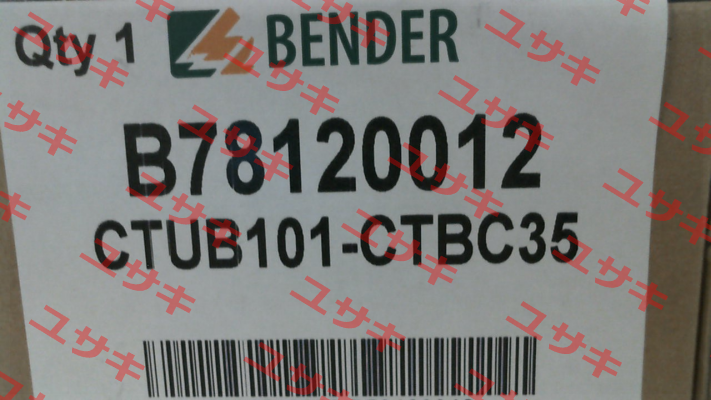 Qty 1 BENDER
B78120012
CTUB101-CTBC35
ユサキ